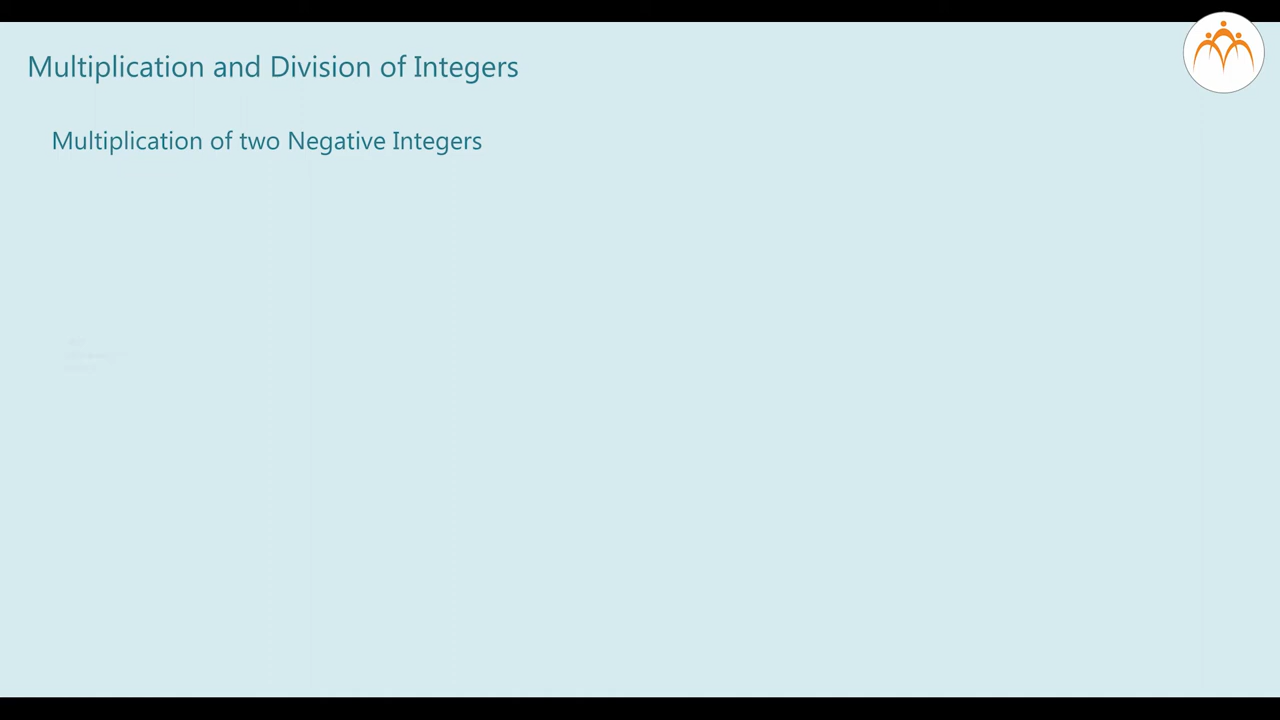 Multiplication and Division of Integers
Multiplication of two Negative Integers